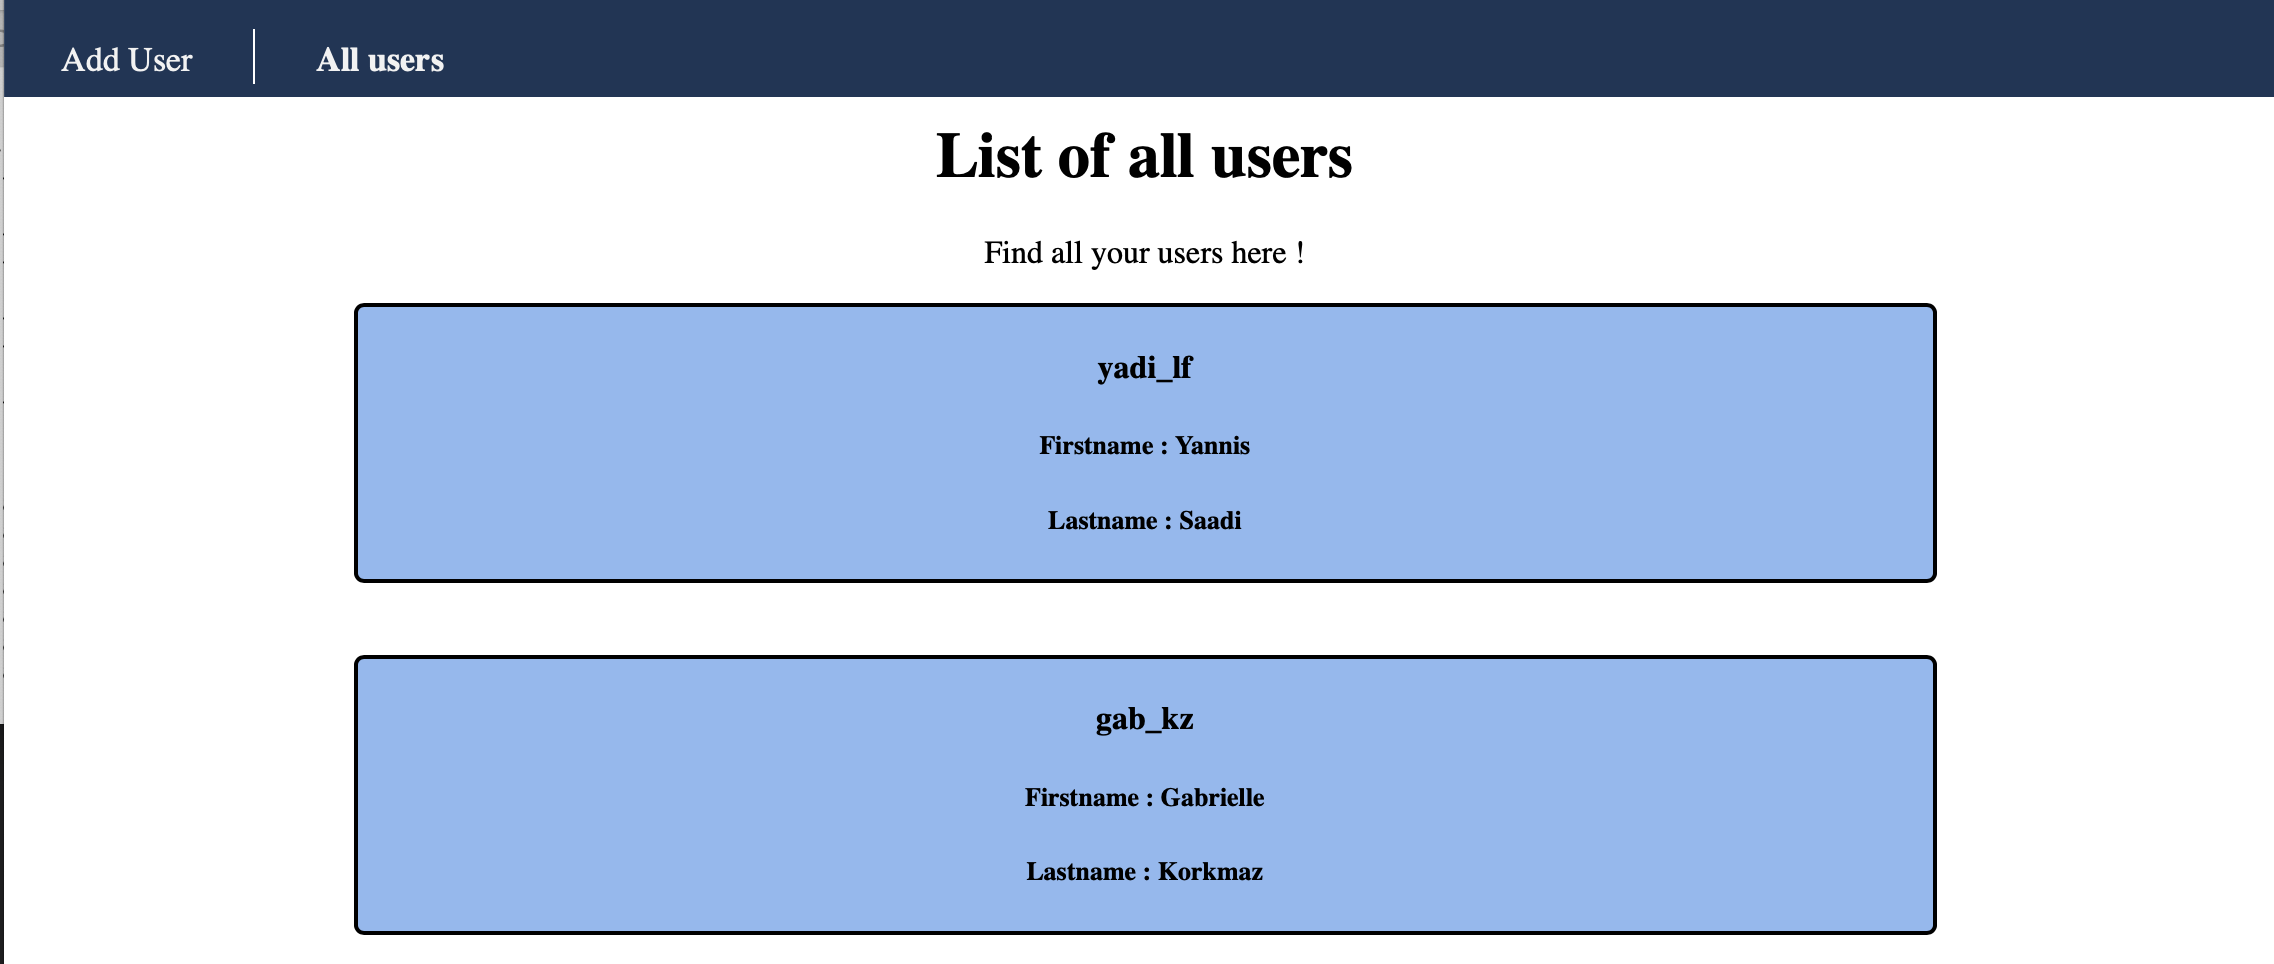 Add User
All users
List of all users
Find all your users here !
yadi_lf
Firstname : Yannis
Lastname : Saadi
gab_kz
Firstname : Gabrielle
Lastname : Korkmaz